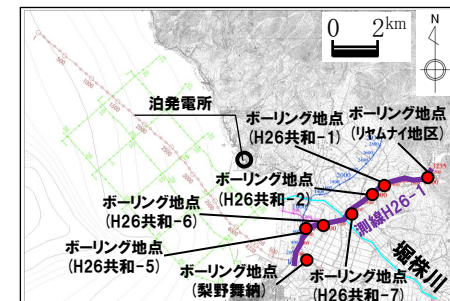 0 2km
N
泊発電所
ボーリング地点
(H26共和-1)
ボーリング地点
(リヤムナイ地区)
ボーリング地点
(H26共和-2)
ボーリング地点
(H26共和-6)
測線H26-1
ボーリング地点
(H26共和-5)
ボーリング地点
(梨野舞納)
ボーリング地点
(H26共和-7)
堀株川